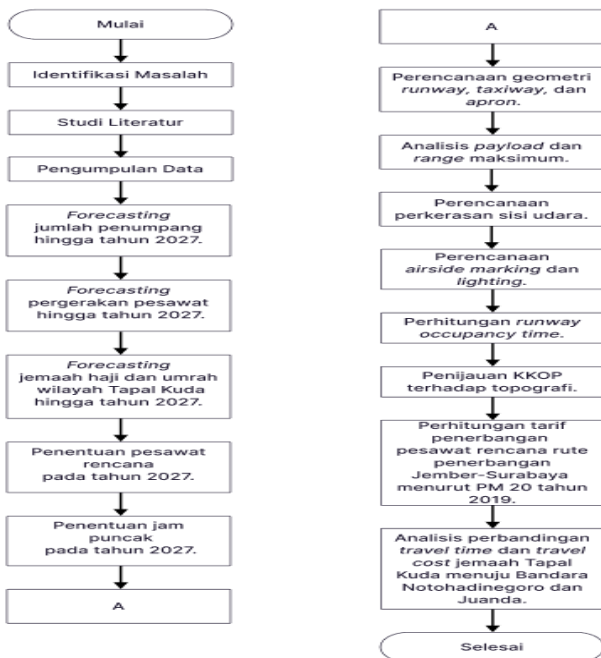 Mulai
Identifikasi Masalah
Studi Literatur
Pengumpulan Data
Forecasting
jumlah penumpang
hingga tahun 2027.
Forecasting
pergerakan pesawat
hingga tahun 2027.
Forecasting
jemaah haji dan umrah
wilayah Tapal Kuda
hingga tahun 2027.
Penentuan pesawat
rencana
pada tahun 2027.
Penentuan jam
puncak
pada tahun 2027.
A
A
Perencanaan geometri
runway, taxiway, dan
apron.
Analisis payload dan
range maksimum.
Perencanaan
perkerasan sisi udara.
Perencanaan
airside marking dan
lighting.
Perhitungan runway
occupancy time.
Penijauan KKOP
terhadap topografi.
Perhitungan tarif
penerbangan
pesawat rencana rute
penerbangan
Jember-Surabaya
menurut PM 20 tahun
2019.
Analisis perbandingan
travel time dan travel
cost jemaah Tapal
Kuda menuju Bandara
Notohadinegoro dan
Juanda.
Selesai